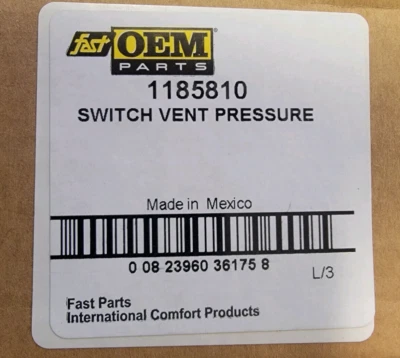 fast OEM
PARTS
1185810
SWITCH VENT PRESSURE
Made in Mexico
0 08 23960 36175 8
L/3
Fast Parts
International Comfort Products